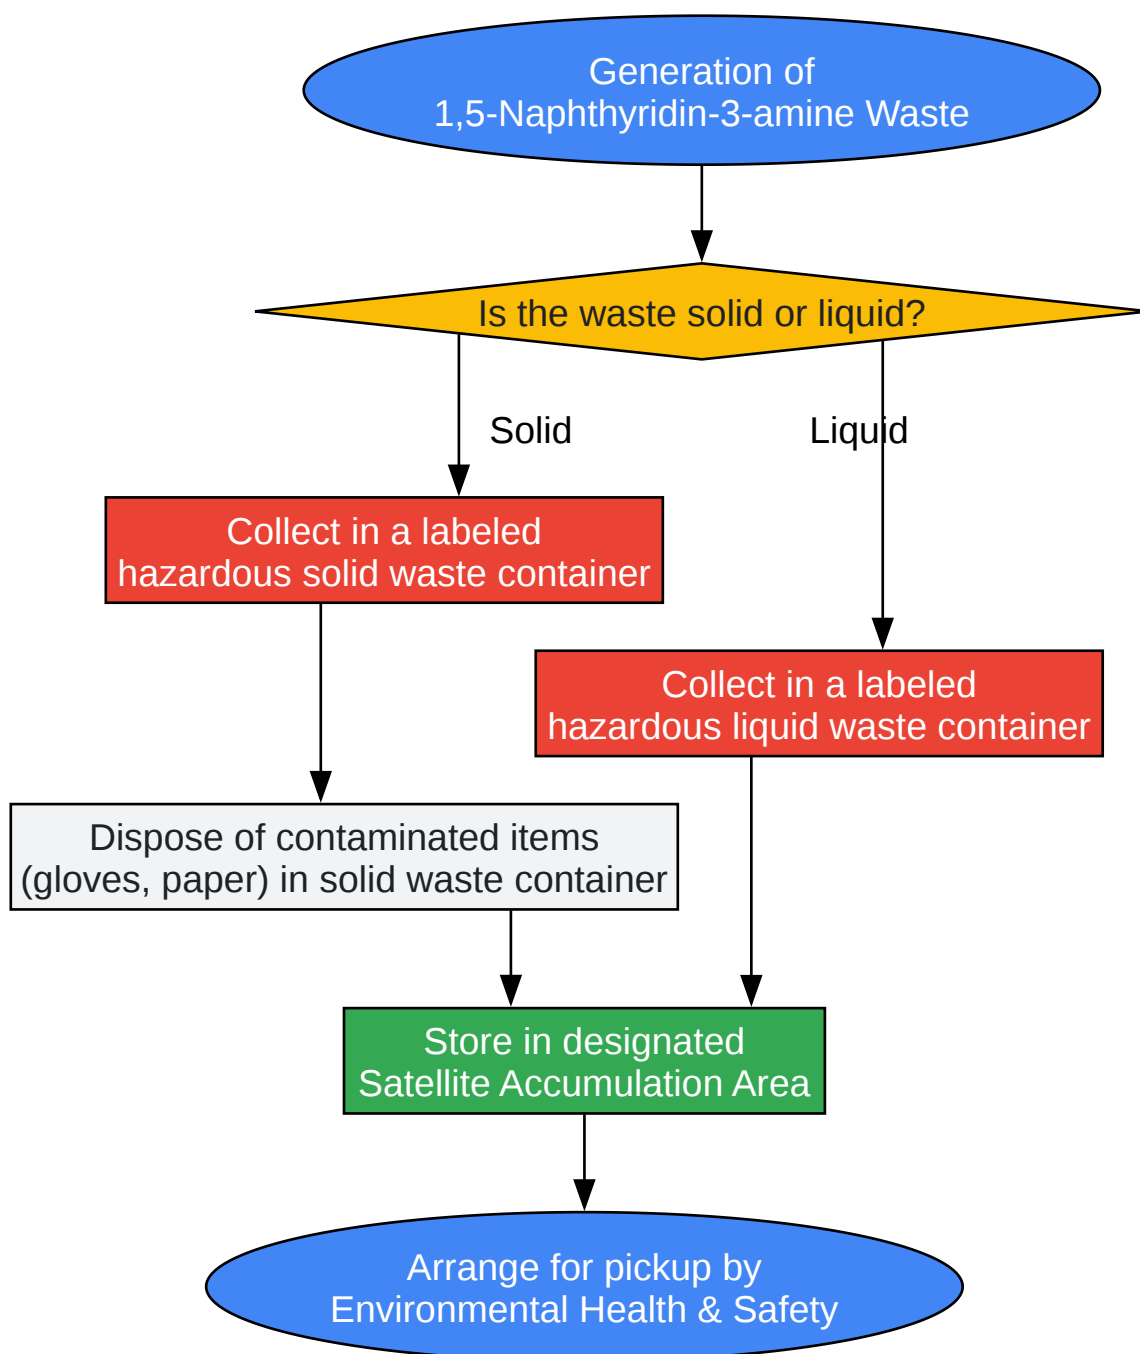 Generation of
1,5-Naphthyridin-3-amine Waste
Is the waste solid or liquid?
Solid
Liquid
Collect in a labeled
hazardous solid waste container
Collect in a labeled
hazardous liquid waste container
Dispose of contaminated items
(gloves, paper) in solid waste container
Store in designated
Satellite Accumulation Area
Arrange for pickup by
Environmental Health & Safety